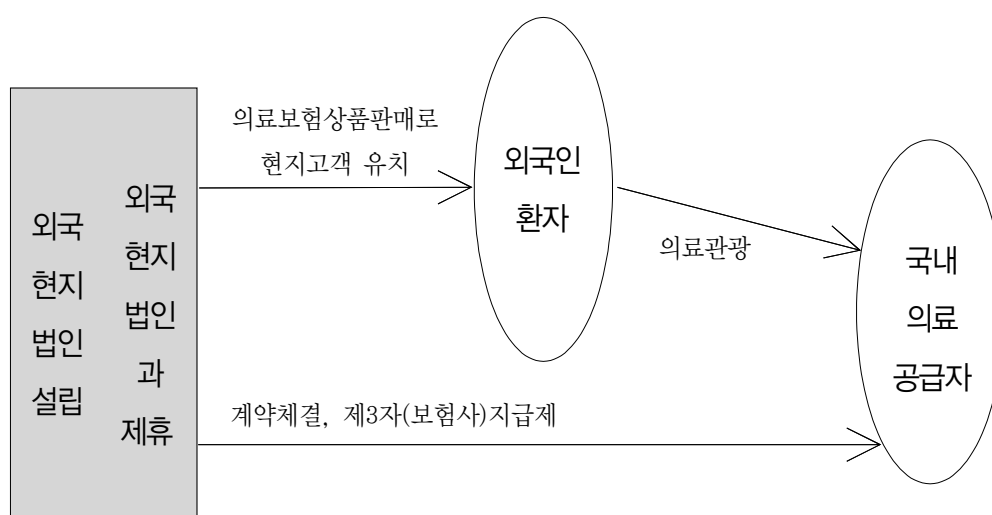 외국
현지
법인
설립
외국
현지
법인
과
제휴
의료보험상품판매로
현지고객 유치
외국인
환자
의료관광
국내
의료
공급자
계약체결, 제3자(보험사)지급제